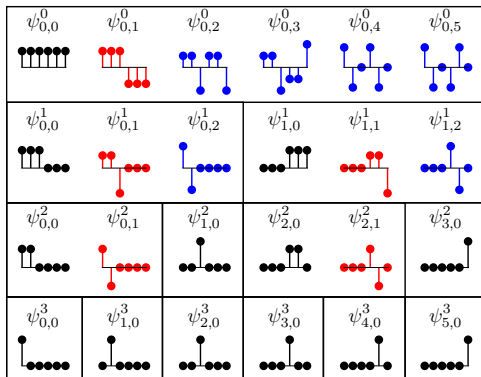 ψ^0_{0,0} ψ^0_{0,1} ψ^0_{0,2} ψ^0_{0,3} ψ^0_{0,4} ψ^0_{0,5}
ψ^1_{0,0} ψ^1_{0,1} ψ^1_{0,2} ψ^1_{1,0} ψ^1_{1,1} ψ^1_{1,2}
ψ^2_{0,0} ψ^2_{0,1} ψ^2_{1,0} ψ^2_{2,0} ψ^2_{2,1} ψ^2_{3,0}
ψ^3_{0,0} ψ^3_{1,0} ψ^3_{2,0} ψ^3_{3,0} ψ^3_{4,0} ψ^3_{5,0}